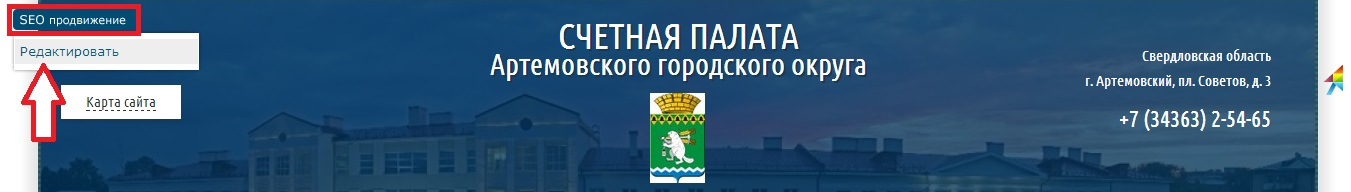 SEO продвижение
Редактировать
Карта сайта
СЧЕТНАЯ ПАЛАТА
Артемовского городского округа
Свердловская область
г. Артемовский, пл. Советов, д. 3
+7 (34363) 2-54-65